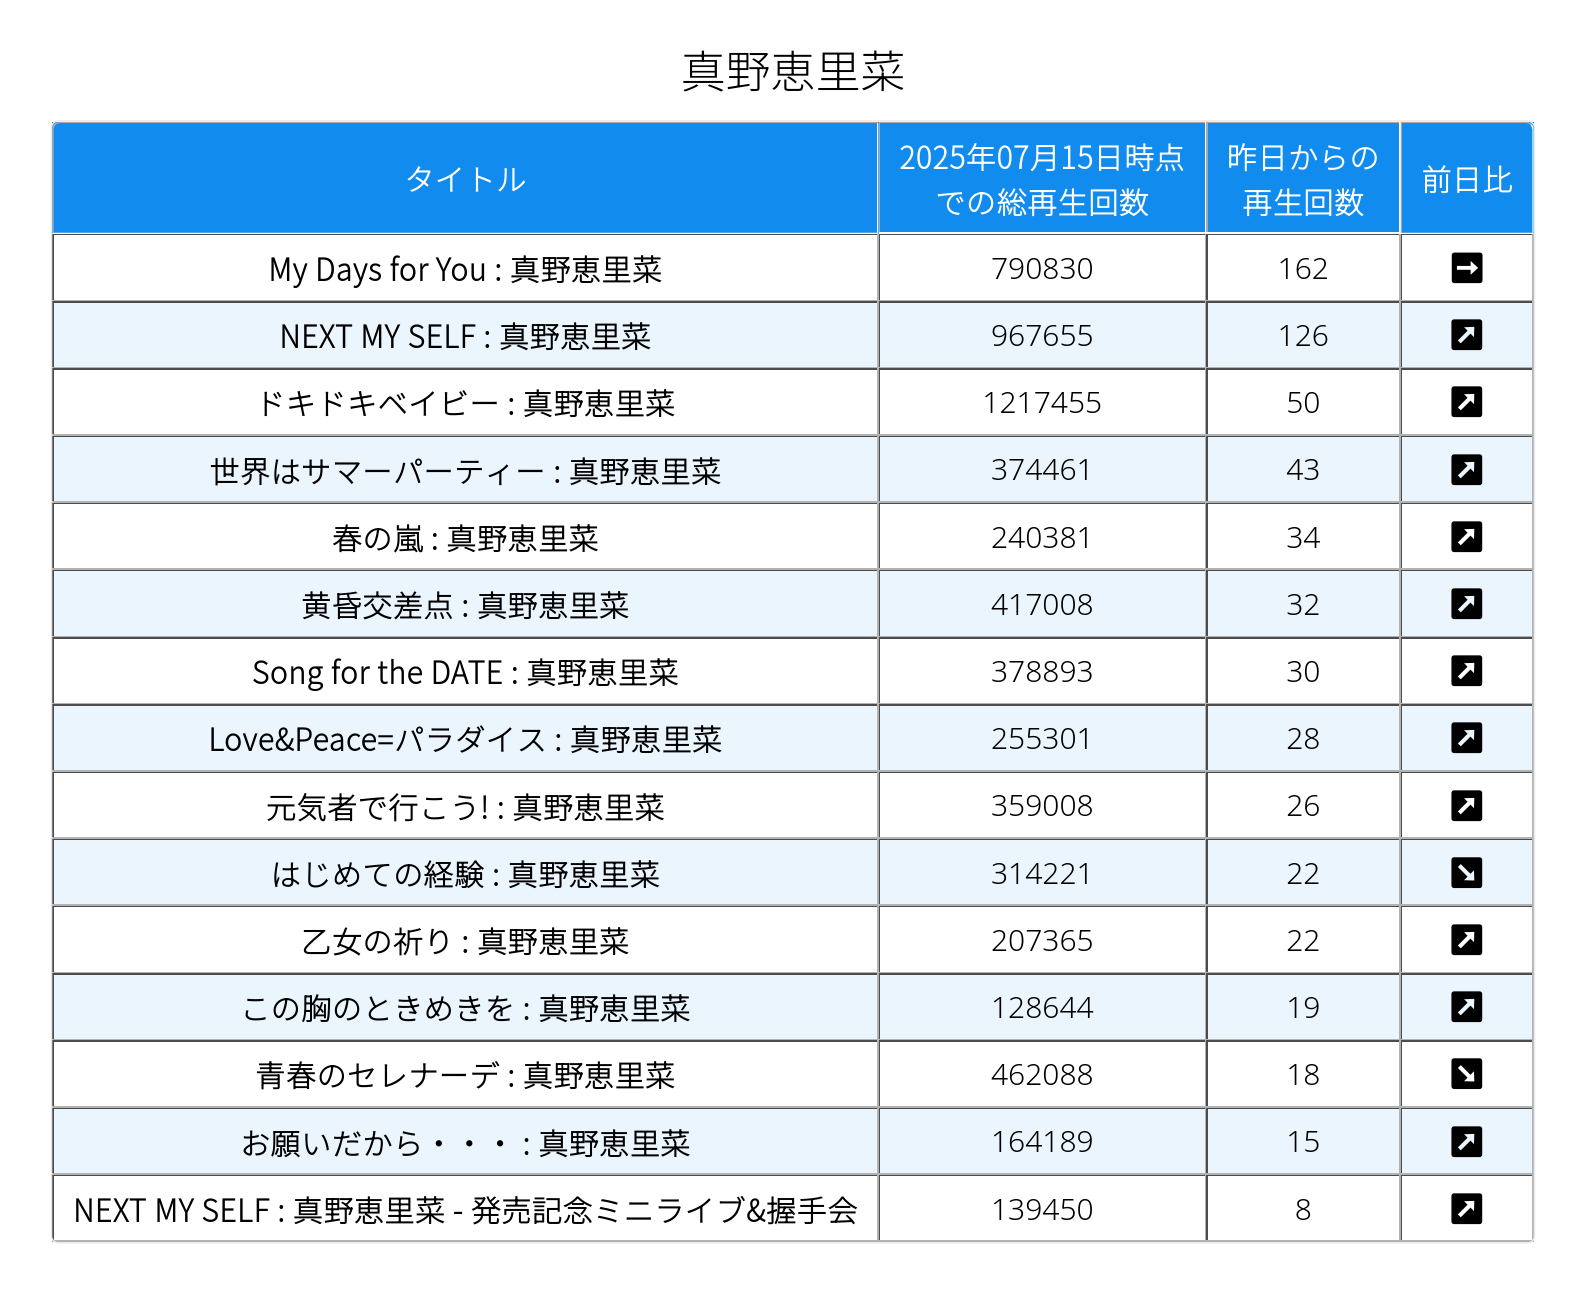 真野恵里菜
タイトル 2025年07月15日時点での総再生回数 昨日からの再生回数 前日比
My Days for You : 真野恵里菜 790830 162 ➡
NEXT MY SELF : 真野恵里菜 967655 126 ↗
ドキドキベイビー : 真野恵里菜 1217455 50 ↗
世界はサマーパーティー : 真野恵里菜 374461 43 ↗
春の嵐 : 真野恵里菜 240381 34 ↗
黄昏交差点 : 真野恵里菜 417008 32 ↗
Song for the DATE : 真野恵里菜 378893 30 ↗
Love&Peace=パラダイス : 真野恵里菜 255301 28 ↗
元気者で行こう! : 真野恵里菜 359008 26 ↗
はじめての経験 : 真野恵里菜 314221 22 ↘
乙女の祈り : 真野恵里菜 207365 22 ↗
この胸のときめきを : 真野恵里菜 128644 19 ↗
青春のセレナーデ : 真野恵里菜 462088 18 ↘
お願いだから・・・ : 真野恵里菜 164189 15 ↗
NEXT MY SELF : 真野恵里菜 - 発売記念ミニライブ&握手会 139450 8 ↗